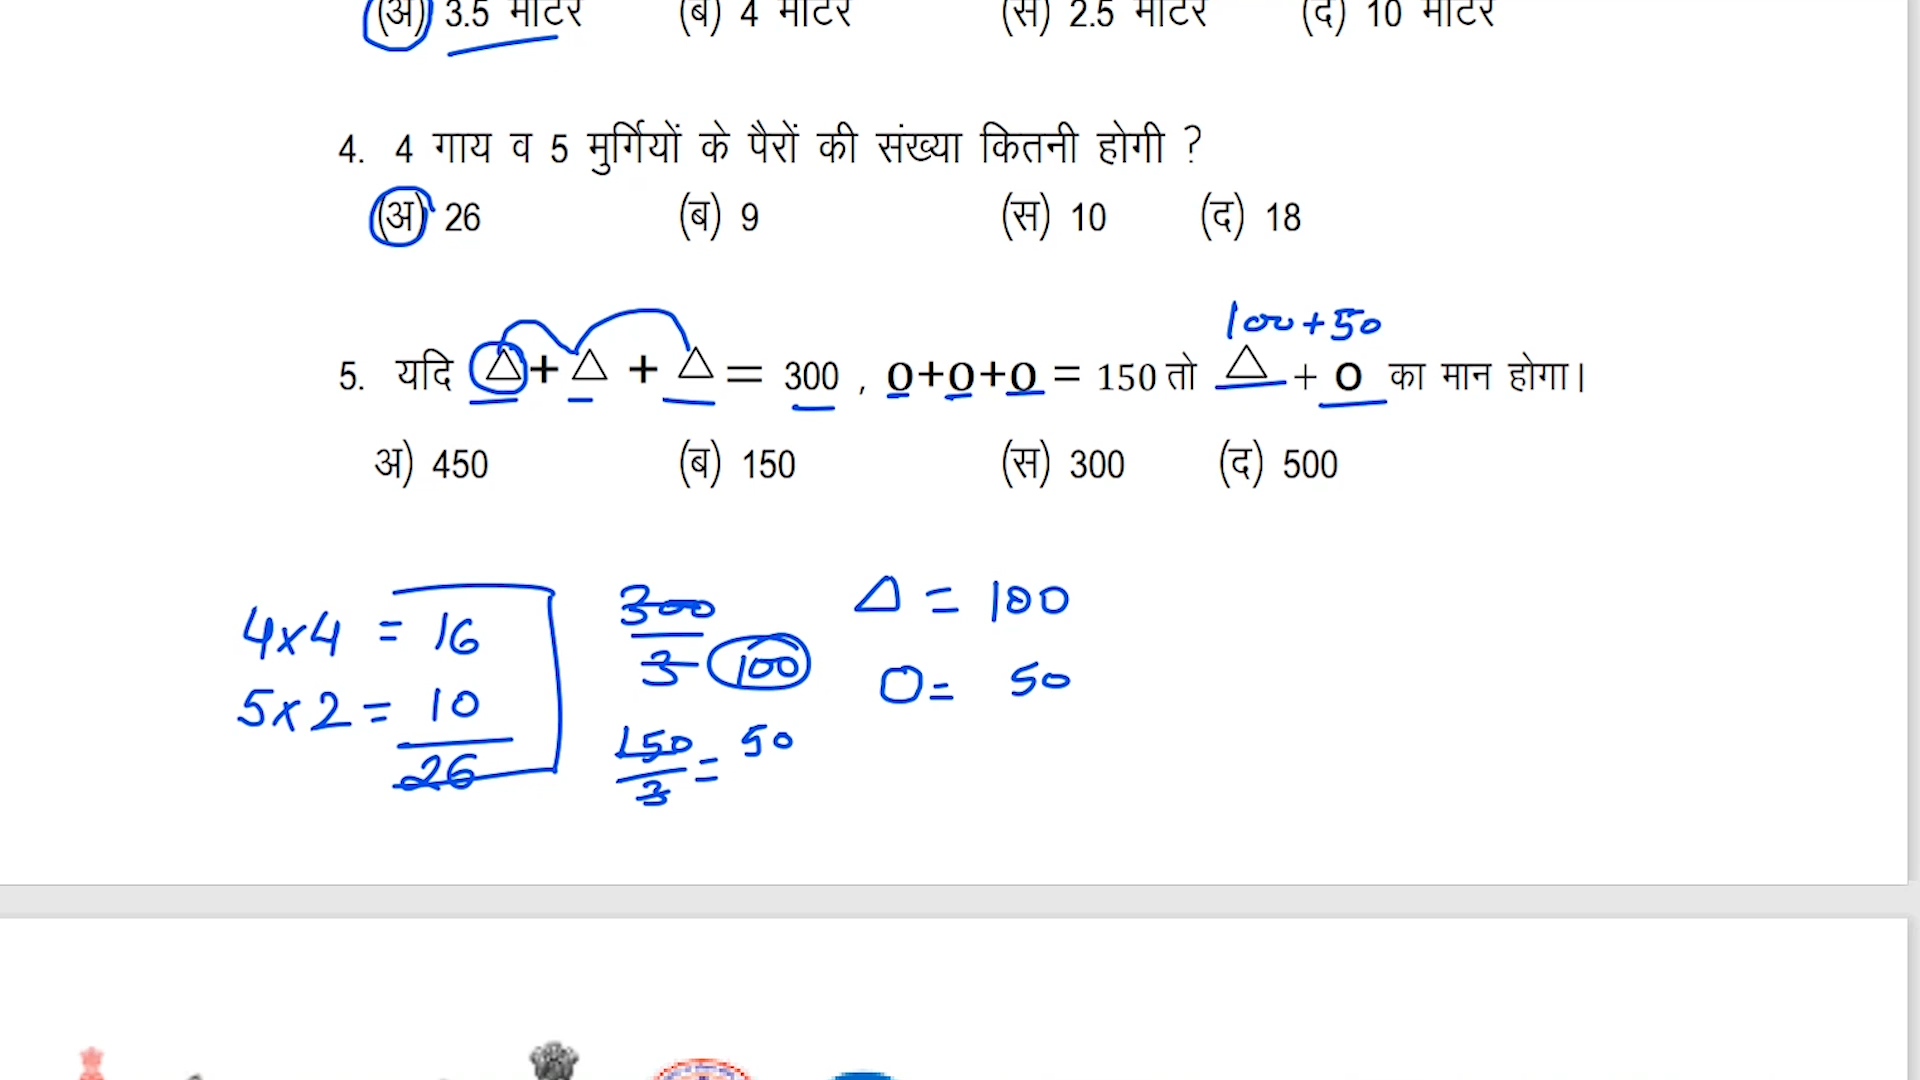 (अ) 3.5 मीटर (ब) 4 मीटर (स) 2.5 मीटर (द) 10 मीटर
4. 4 गाय व 5 मुर्गियों के पैरों की संख्या कितनी होगी ?
(अ) 26 (ब) 9 (स) 10 (द) 18
100+50
5. यदि △+ △ + △ = 300 , o+o+o = 150 तो △ + o का मान होगा।
अ) 450 (ब) 150 (स) 300 (द) 500
4x4 = 16
5x2 = 10
26
300
3 100
150 = 50
3
△ = 100
O = 50